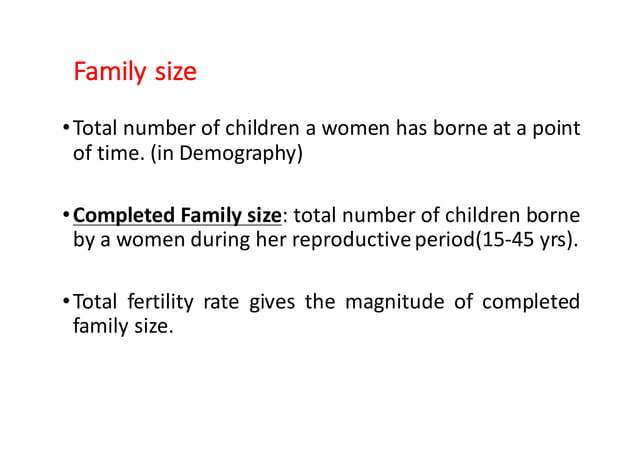 Family size
•Total number of children a women has borne at a point
of time. (in Demography)
•Completed Family size: total number of children borne
by a women during her reproductive period(15-45 yrs).
•Total fertility rate gives the magnitude of completed
family size.